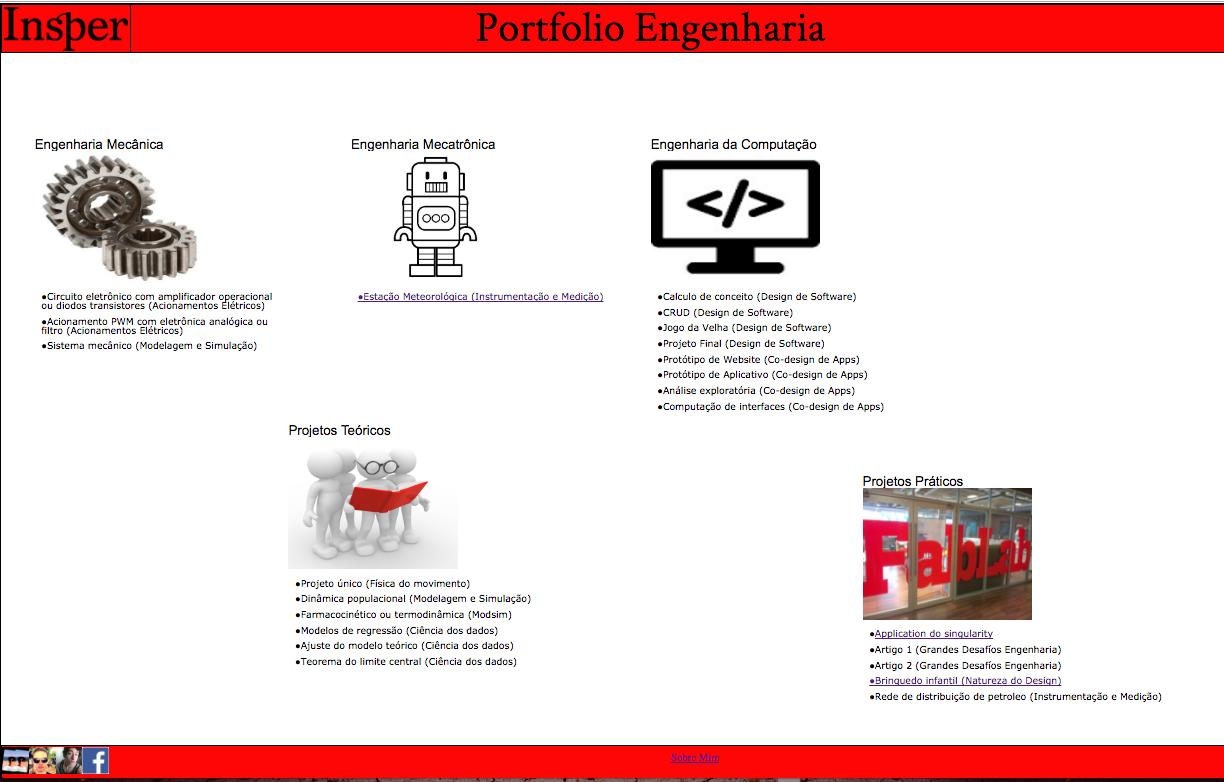 Insper
Portfolio Engenharia
Engenharia Mecânica
●Circuito eletrônico com amplificador operacional
ou diodos transistores (Acionamentos Elétricos)
●Acionamento PWM com eletrônica analógica ou
filtro (Acionamentos Elétricos)
●Sistema mecânico (Modelagem e Simulação)
Engenharia Mecatrônica
●Estação Meteorológica (Instrumentação e Medição)
Engenharia da Computação
</>
●Calculo de conceito (Design de Software)
●CRUD (Design de Software)
●Jogo da Velha (Design de Software)
●Projeto Final (Design de Software)
●Protótipo de Website (Co-design de Apps)
●Protótipo de Aplicativo (Co-design de Apps)
●Análise exploratória (Co-design de Apps)
●Computação de interfaces (Co-design de Apps)
Projetos Teóricos
●Projeto único (Física do movimento)
●Dinâmica populacional (Modelagem e Simulação)
●Farmacocinético ou termodinâmica (Modsim)
●Modelos de regressão (Ciência dos dados)
●Ajuste do modelo teórico (Ciência dos dados)
●Teorema do limite central (Ciência dos dados)
Projetos Práticos
FabLab
●Application do singularity
●Artigo 1 (Grandes Desafíos Engenharia)
●Artigo 2 (Grandes Desafíos Engenharia)
●Brinquedo infantil (Natureza do Design)
●Rede de distribuição de petroleo (Instrumentação e Medição)
PP
f
Sobre Mim